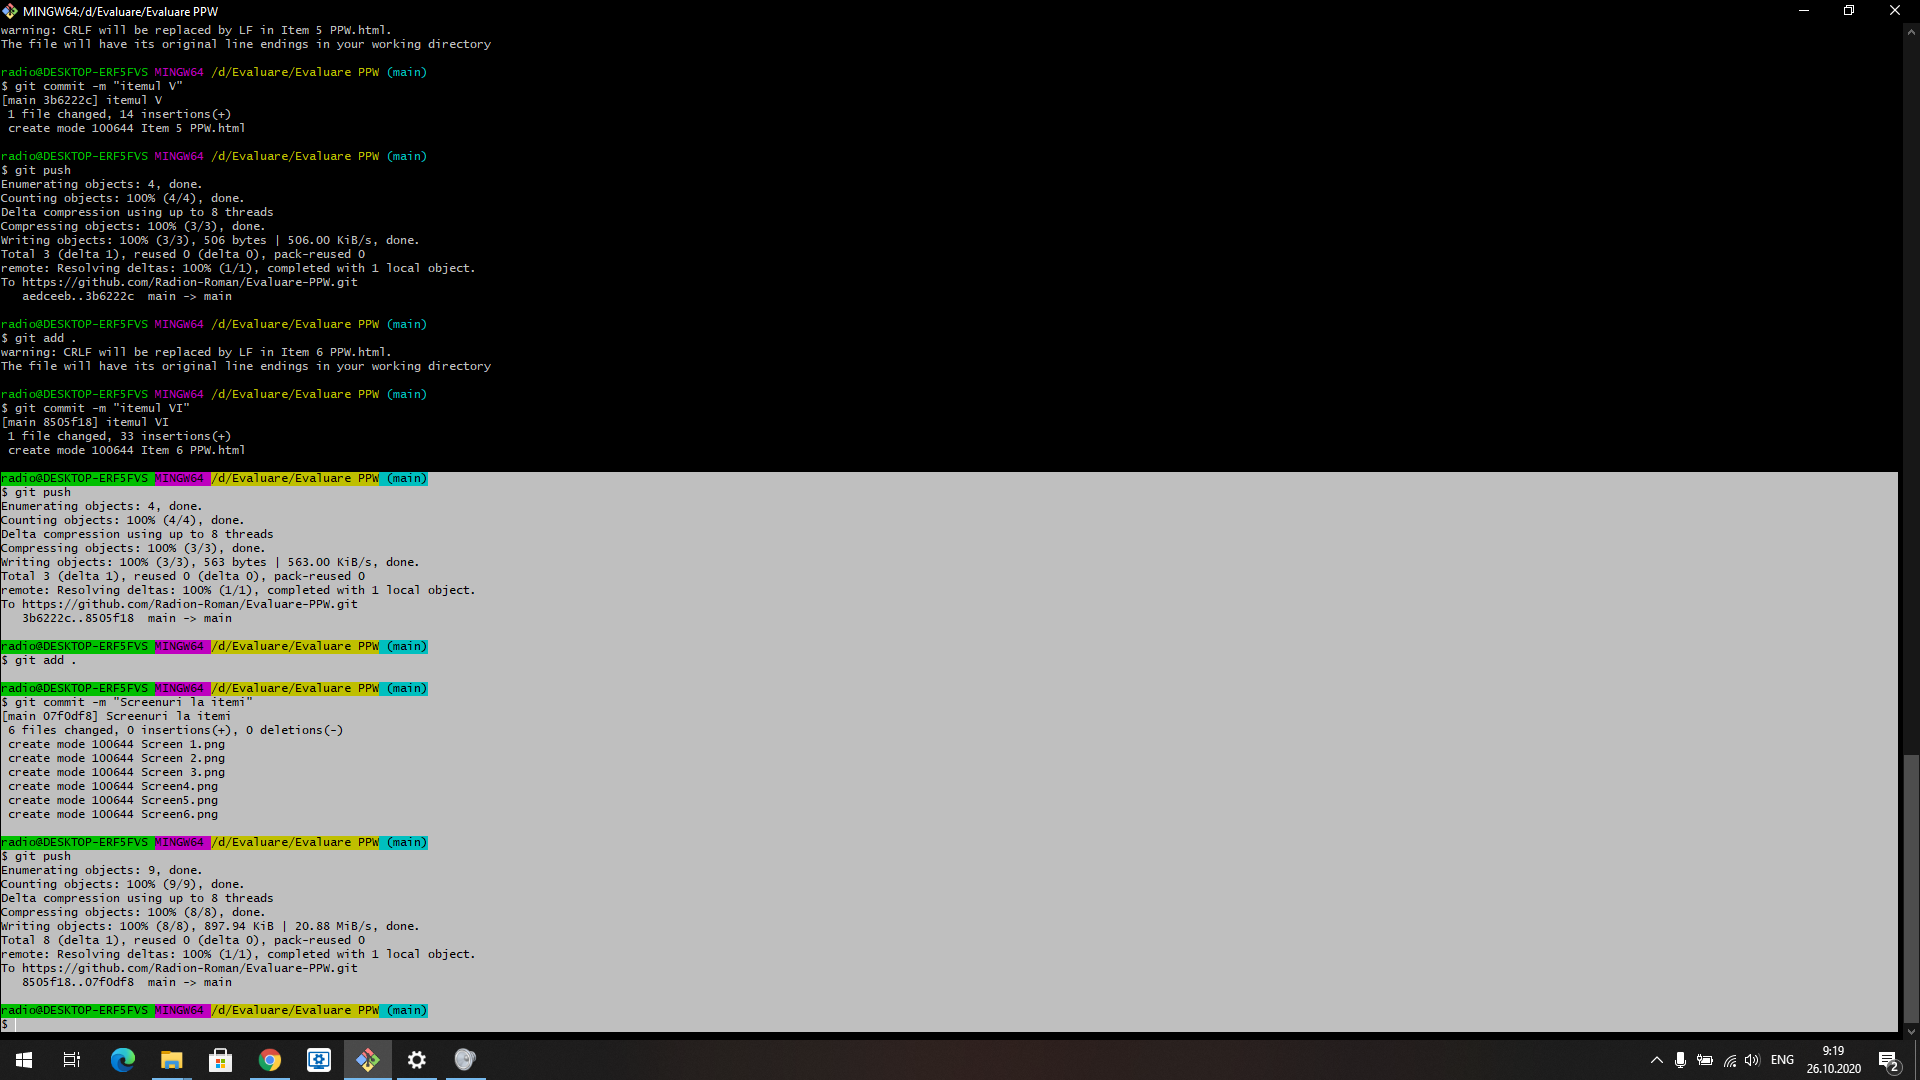 MINGW64:/d/Evaluare/Evaluare PPW
warning: CRLF will be replaced by LF in Item 5 PPW.html.
The file will have its original line endings in your working directory
radio@DESKTOP-ERF5FVS MINGW64 /d/Evaluare/Evaluare PPW (main)
$ git commit -m "itemul V"
[main 3b6222c] itemul V
 1 file changed, 14 insertions(+)
 create mode 100644 Item 5 PPW.html
radio@DESKTOP-ERF5FVS MINGW64 /d/Evaluare/Evaluare PPW (main)
$ git push
Enumerating objects: 4, done.
Counting objects: 100% (4/4), done.
Delta compression using up to 8 threads
Compressing objects: 100% (3/3), done.
Writing objects: 100% (3/3), 506 bytes | 506.00 KiB/s, done.
Total 3 (delta 1), reused 0 (delta 0), pack-reused 0
remote: Resolving deltas: 100% (1/1), completed with 1 local object.
To https://github.com/Radion-Roman/Evaluare-PPW.git
   aedceeb..3b6222c  main -> main
radio@DESKTOP-ERF5FVS MINGW64 /d/Evaluare/Evaluare PPW (main)
$ git add .
warning: CRLF will be replaced by LF in Item 6 PPW.html.
The file will have its original line endings in your working directory
radio@DESKTOP-ERF5FVS MINGW64 /d/Evaluare/Evaluare PPW (main)
$ git commit -m "itemul VI"
[main 8505f18] itemul VI
 1 file changed, 33 insertions(+)
 create mode 100644 Item 6 PPW.html
radio@DESKTOP-ERF5FVS MINGW64 /d/Evaluare/Evaluare PPW (main)
$ git push
Enumerating objects: 4, done.
Counting objects: 100% (4/4), done.
Delta compression using up to 8 threads
Compressing objects: 100% (3/3), done.
Writing objects: 100% (3/3), 563 bytes | 563.00 KiB/s, done.
Total 3 (delta 1), reused 0 (delta 0), pack-reused 0
remote: Resolving deltas: 100% (1/1), completed with 1 local object.
To https://github.com/Radion-Roman/Evaluare-PPW.git
   3b6222c..8505f18  main -> main
radio@DESKTOP-ERF5FVS MINGW64 /d/Evaluare/Evaluare PPW (main)
$ git add .
radio@DESKTOP-ERF5FVS MINGW64 /d/Evaluare/Evaluare PPW (main)
$ git commit -m "Screenuri la itemi"
[main 07f0df8] Screenuri la itemi
 6 files changed, 0 insertions(+), 0 deletions(-)
 create mode 100644 Screen 1.png
 create mode 100644 Screen 2.png
 create mode 100644 Screen 3.png
 create mode 100644 Screen4.png
 create mode 100644 Screen5.png
 create mode 100644 Screen6.png
radio@DESKTOP-ERF5FVS MINGW64 /d/Evaluare/Evaluare PPW (main)
$ git push
Enumerating objects: 9, done.
Counting objects: 100% (9/9), done.
Delta compression using up to 8 threads
Compressing objects: 100% (8/8), done.
Writing objects: 100% (8/8), 897.94 KiB | 20.88 MiB/s, done.
Total 8 (delta 1), reused 0 (delta 0), pack-reused 0
remote: Resolving deltas: 100% (1/1), completed with 1 local object.
To https://github.com/Radion-Roman/Evaluare-PPW.git
   8505f18..07f0df8  main -> main
radio@DESKTOP-ERF5FVS MINGW64 /d/Evaluare/Evaluare PPW (main)
$
ENG
9:19
26.10.2020
2